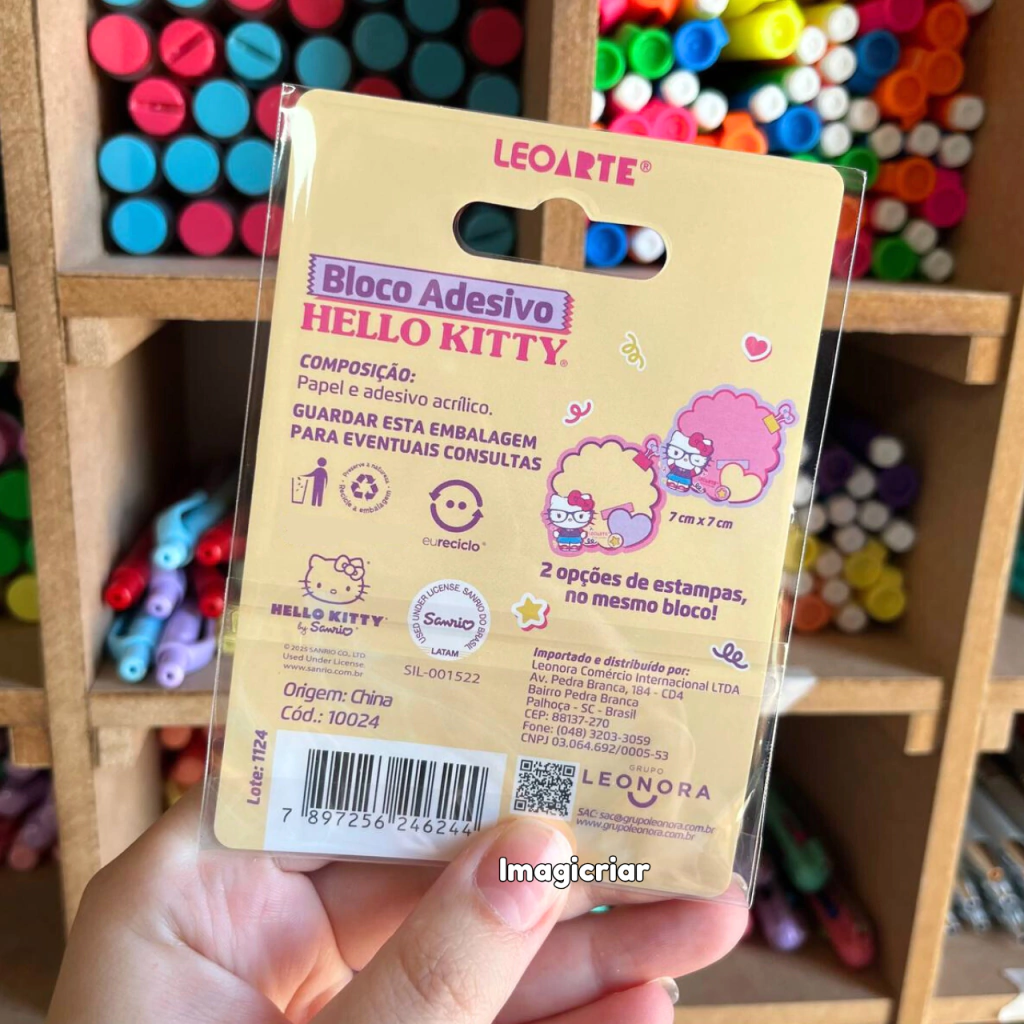 LEOARTE®
Bloco Adesivo
HELLO KITTY®
COMPOSIÇÃO:
Papel e adesivo acrílico.
GUARDAR ESTA EMBALAGEM
PARA EVENTUAIS CONSULTAS
Preserve a natureza
Recicle a embalagem
eureciclo®
7 cm x 7 cm
2 opções de estampas,
no mesmo bloco!
HELLO KITTY
by Sanrio
USED UNDER LICENSE. SANRIO DO BRASIL
Sanrio
LATAM
© 2025 SANRIO CO., LTD.
Used Under License.
www.sanrio.com.br
SIL-001522
Origem: China
Cód.: 10024
Importado e distribuído por:
Leonora Comércio Internacional LTDA
Av. Pedra Branca, 184 - CD4
Bairro Pedra Branca
Palhoça - SC - Brasil
CEP: 88137-270
Fone: (048) 3203-3059
CNPJ 03.064.692/0005-53
Lote: 1124
7 897256 246244
GRUPO
LEONORA
SAC: sac@grupoleonora.com.br
www.grupoleonora.com.br
Imagicriar